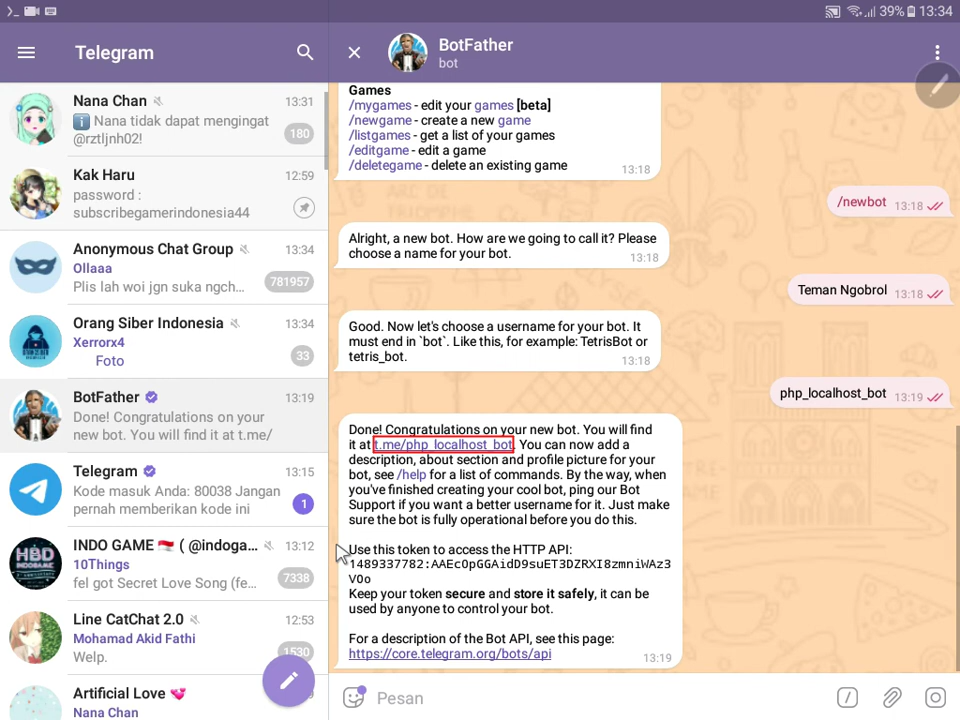 39% 13:34
Telegram
BotFather
bot
Nana Chan 13:31
Nana tidak dapat mengingat
@rztljnh02!
180
Kak Haru 12:59
password :
subscribegamerindonesia44
Anonymous Chat Group 13:34
Ollaaa
Plis lah woi jgn suka ngch…
781957
Orang Siber Indonesia 13:34
Xerrorx4
Foto
33
BotFather 13:19
Done! Congratulations on your
new bot. You will find it at t.me/
Telegram 13:15
Kode masuk Anda: 80038 Jangan
pernah memberikan kode ini
1
INDO GAME 🇮🇩 ( @indoga… 13:12
HBD
INDOGAME
10Things
fel got Secret Love Song (fe…
7338
Line CatChat 2.0 12:53
Mohamad Akid Fathi
Welp.
1530
Artificial Love 💕
Nana Chan
Games
/mygames - edit your games [beta]
/newgame - create a new game
/listgames - get a list of your games
/editgame - edit a game
/deletegame - delete an existing game
13:18
/newbot 13:18
Alright, a new bot. How are we going to call it? Please
choose a name for your bot.
13:18
Teman Ngobrol 13:18
Good. Now let's choose a username for your bot. It
must end in `bot`. Like this, for example: TetrisBot or
tetris_bot.
13:18
php_localhost_bot 13:19
Done! Congratulations on your new bot. You will find
it at t.me/php_localhost_bot. You can now add a
description, about section and profile picture for your
bot, see /help for a list of commands. By the way, when
you've finished creating your cool bot, ping our Bot
Support if you want a better username for it. Just make
sure the bot is fully operational before you do this.
Use this token to access the HTTP API:
1489337782:AAEcOpGGAidD9suET3DZRXI8zmniWAz3
V0o
Keep your token secure and store it safely, it can be
used by anyone to control your bot.
For a description of the Bot API, see this page:
https://core.telegram.org/bots/api
13:19
Pesan